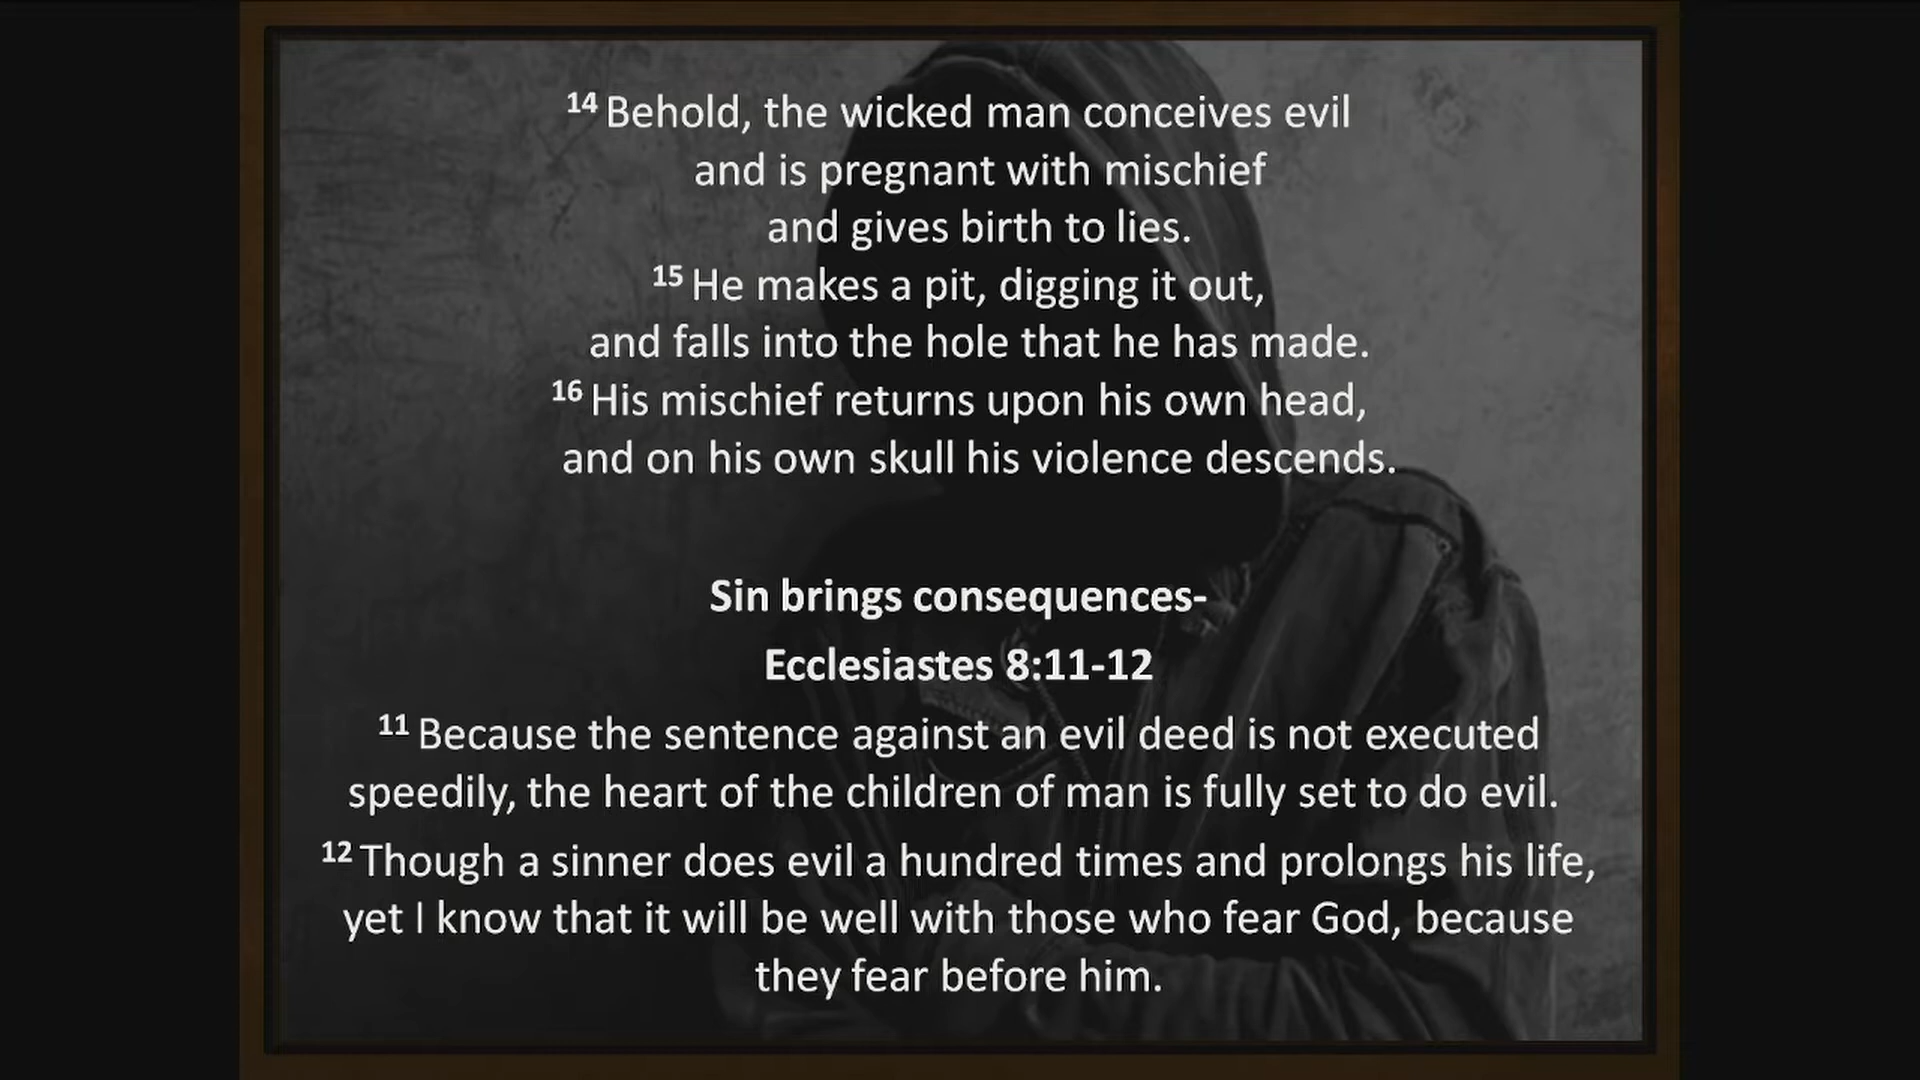 14 Behold, the wicked man conceives evil
and is pregnant with mischief
and gives birth to lies.
15 He makes a pit, digging it out,
and falls into the hole that he has made.
16 His mischief returns upon his own head,
and on his own skull his violence descends.
Sin brings consequences-
Ecclesiastes 8:11-12
11 Because the sentence against an evil deed is not executed
speedily, the heart of the children of man is fully set to do evil.
12 Though a sinner does evil a hundred times and prolongs his life,
yet I know that it will be well with those who fear God, because
they fear before him.